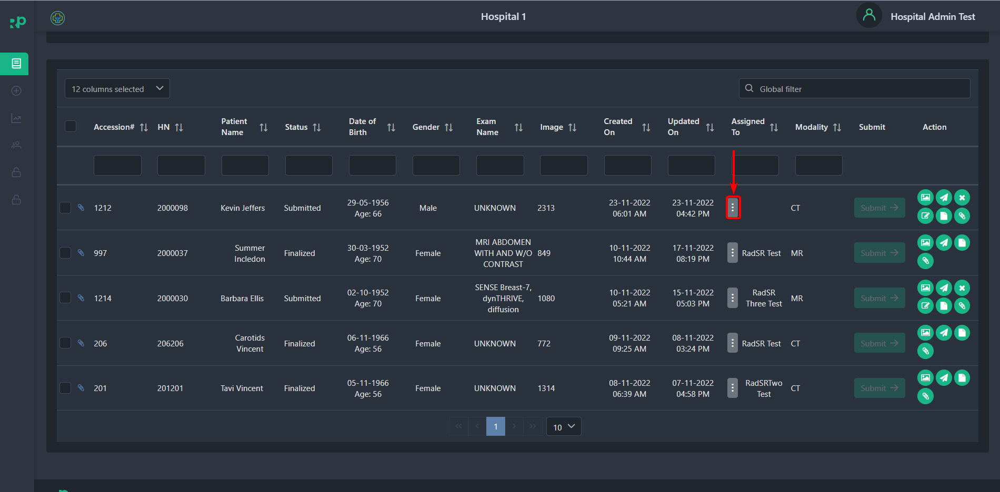 Rp
Hospital 1
Hospital Admin Test
12 columns selected
Global filter
Accession# HN Patient Name Status Date of Birth Gender Exam Name Image Created On Updated On Assigned To Modality Submit Action
1212 2000098 Kevin Jeffers Submitted 29-05-1956 Age: 66 Male UNKNOWN 2313 23-11-2022 06:01 AM 23-11-2022 04:42 PM CT Submit
997 2000037 Summer Incledon Finalized 30-03-1952 Age: 70 Female MRI ABDOMEN WITH AND W/O CONTRAST 849 10-11-2022 10:44 AM 17-11-2022 08:19 PM RadSR Test MR Submit
1214 2000030 Barbara Ellis Submitted 02-10-1952 Age: 70 Female SENSE Breast-7, dynTHRIVE, diffusion 1080 10-11-2022 05:21 AM 15-11-2022 05:03 PM RadSR Three Test MR Submit
206 206206 Carotids Vincent Finalized 06-11-1966 Age: 56 Female UNKNOWN 772 09-11-2022 09:25 AM 08-11-2022 03:24 PM RadSR Test CT Submit
201 201201 Tavi Vincent Finalized 05-11-1966 Age: 56 Female UNKNOWN 1314 08-11-2022 06:39 AM 07-11-2022 04:58 PM RadSRTwo Test CT Submit
1
10